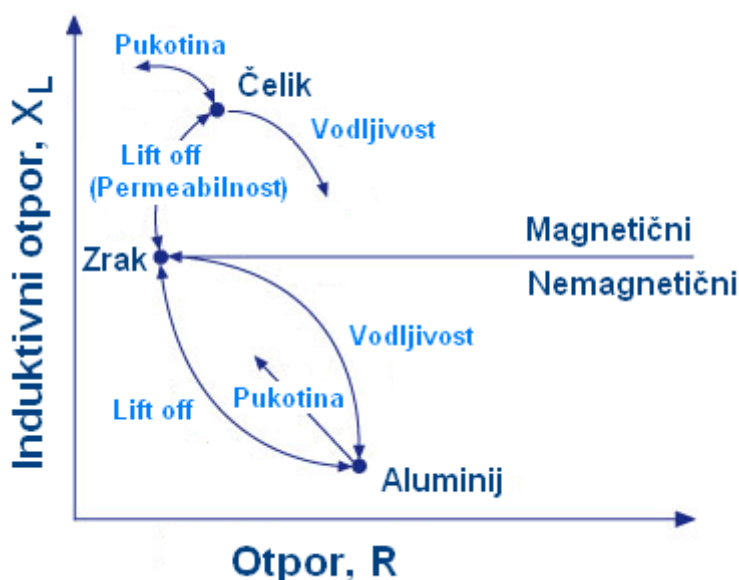 Pukotina
Čelik
Vodljivost
Lift off
(Permeabilnost)
Induktivni otpor, XL
Magnetični
Zrak
Nemagnetični
Vodljivost
Pukotina
Lift off
Aluminij
Otpor, R